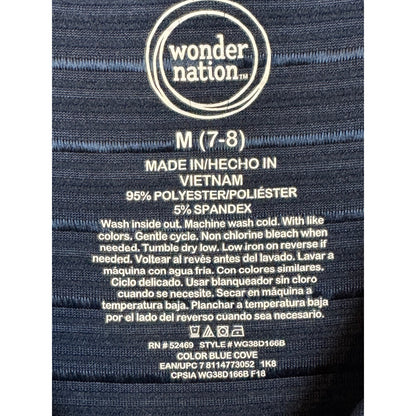 wonder
nation™
M (7-8)
MADE IN/HECHO IN
VIETNAM
95% POLYESTER/POLIÉSTER
5% SPANDEX
Wash inside out. Machine wash cold. With like
colors. Gentle cycle. Non chlorine bleach when
needed. Tumble dry low. Low iron on reverse if
needed. Voltear al revés antes del lavado. Lavar a
máquina con agua fría. Con colores similares.
Ciclo delicado. Usar blanqueador sin cloro
cuando se necesite. Secar en máquina a
temperatura baja. Planchar a temperatura baja
por el lado del reverso cuando sea necesario.
RN # 52469 STYLE # WG38D166B
COLOR BLUE COVE
EAN/UPC 7 8114773052 1K8
CPSIA WG38D166B F18